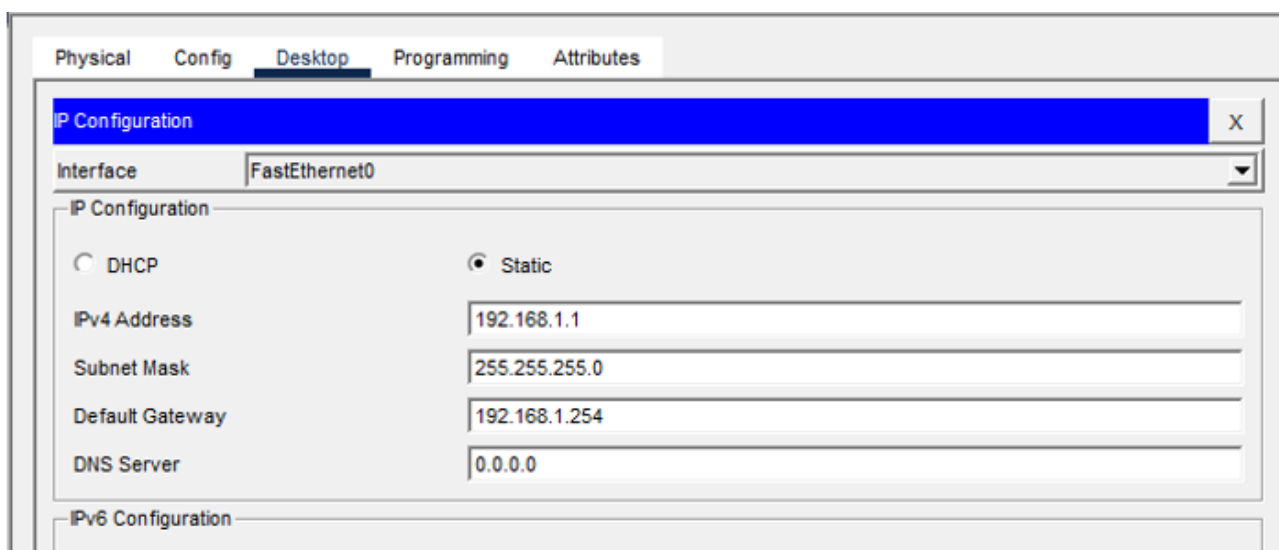 Physical Config Desktop Programming Attributes
IP Configuration X
Interface FastEthernet0
IP Configuration
DHCP Static
IPv4 Address 192.168.1.1
Subnet Mask 255.255.255.0
Default Gateway 192.168.1.254
DNS Server 0.0.0.0
IPv6 Configuration